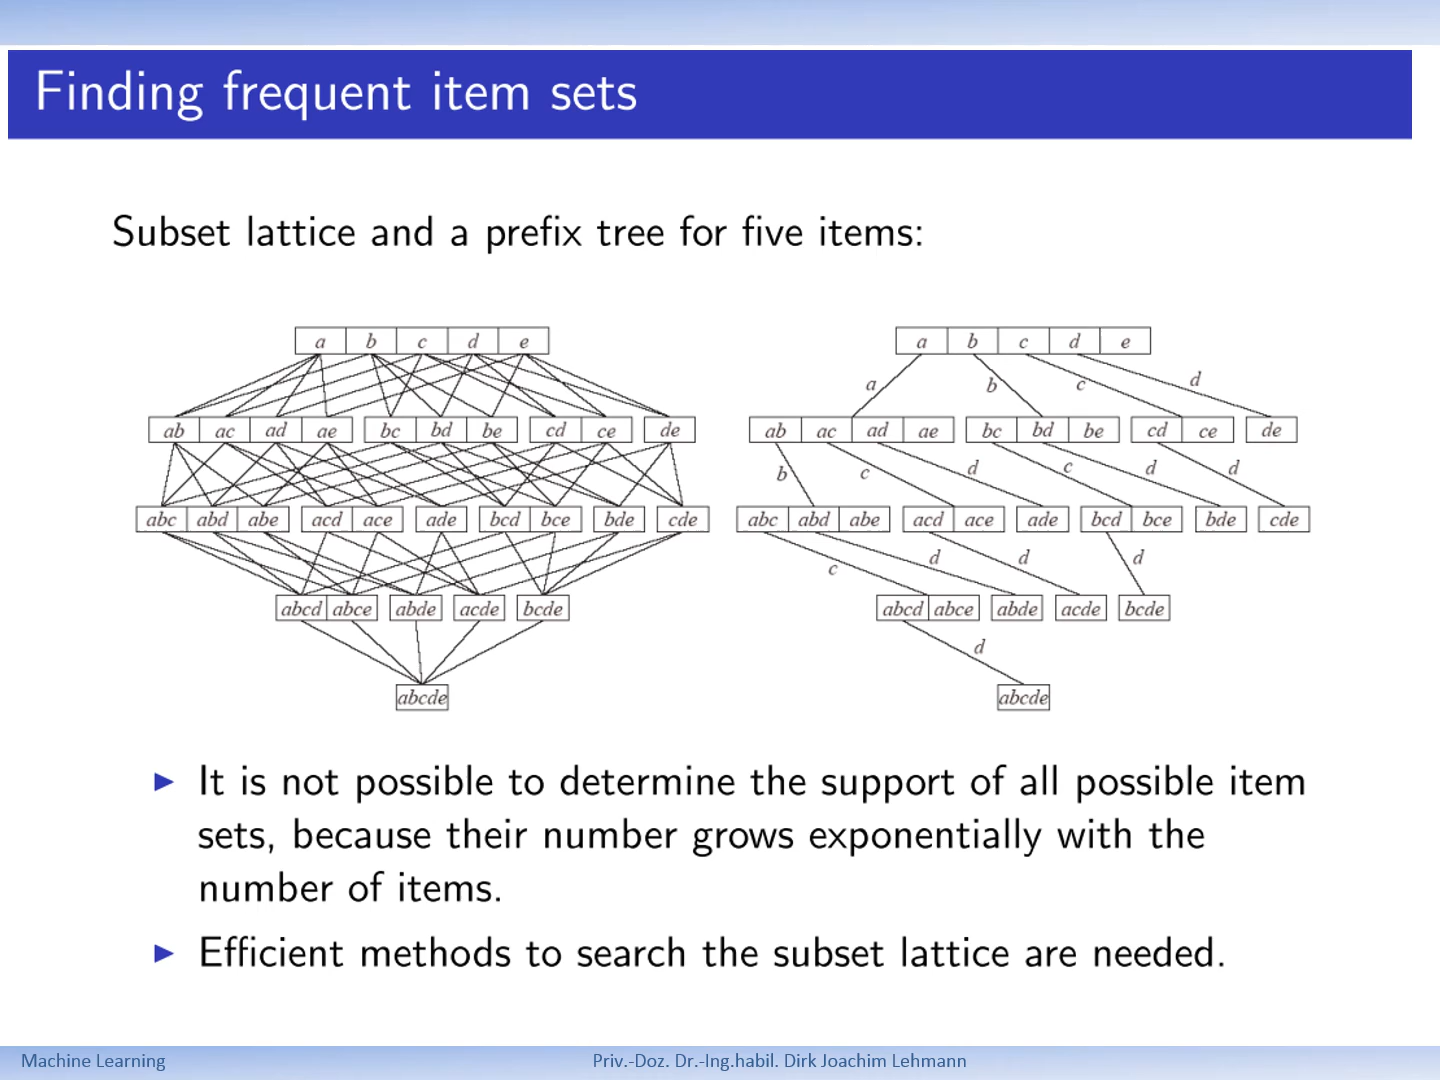 Finding frequent item sets
Subset lattice and a prefix tree for five items:
a b c d e
ab ac ad ae bc bd be cd ce de
abc abd abe acd ace ade bcd bce bde cde
abcd abce abde acde bcde
abcde
a b c d e
a b c d
ab ac ad ae bc bd be cd ce de
b c d c d d
abc abd abe acd ace ade bcd bce bde cde
c d d d
abcd abce abde acde bcde
d
abcde
It is not possible to determine the support of all possible item
sets, because their number grows exponentially with the
number of items.
Efficient methods to search the subset lattice are needed.
Machine Learning
Priv.-Doz. Dr.-Ing.habil. Dirk Joachim Lehmann